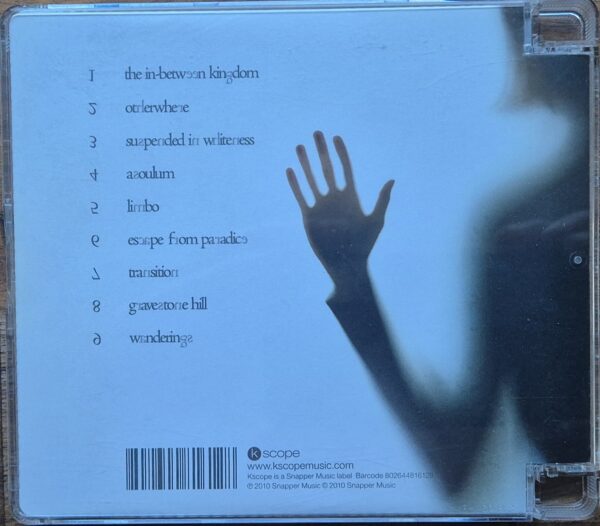 1 the in-between kingdom
2 otherwhere
3 suspended in whiteness
4 asoulum
5 limbo
6 escape from paradice
7 transition
8 gravestone hill
9 wanderings
k scope
www.kscopemusic.com
Kscope is a Snapper Music label Barcode 802644816128
℗ 2010 Snapper Music © 2010 Snapper Music